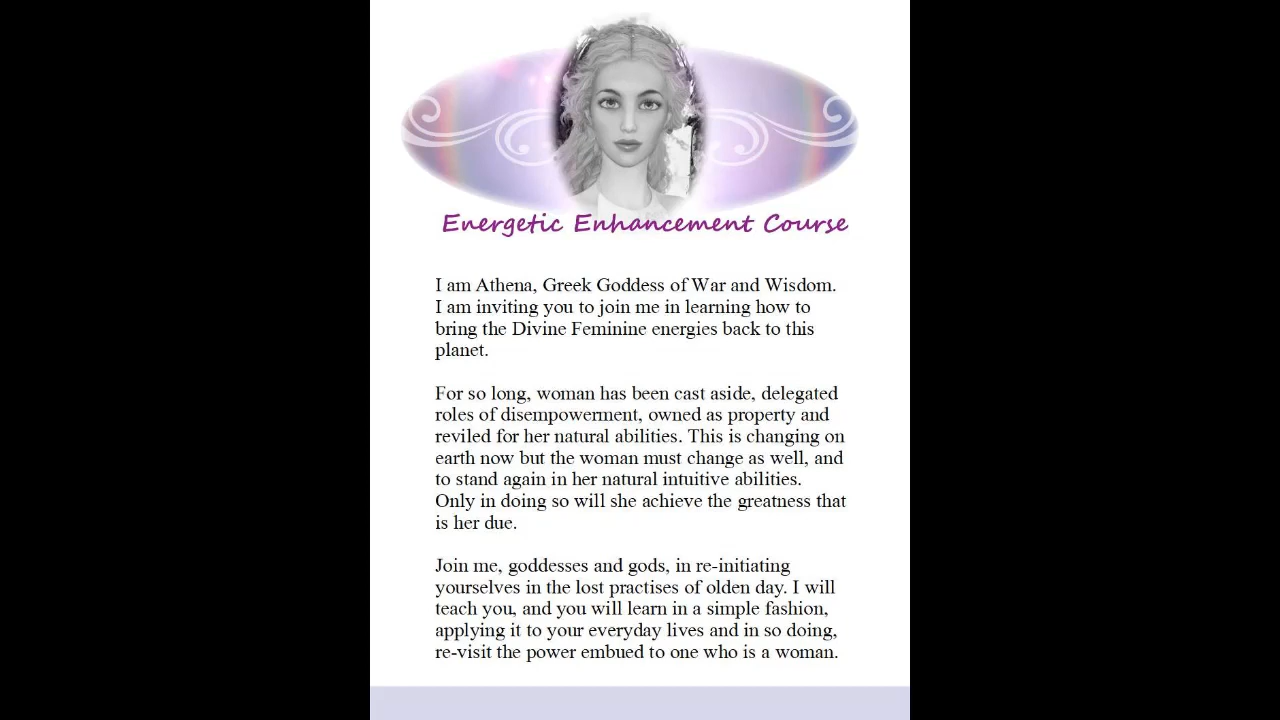 Energetic Enhancement Course
I am Athena, Greek Goddess of War and Wisdom.
I am inviting you to join me in learning how to
bring the Divine Feminine energies back to this
planet.
For so long, woman has been cast aside, delegated
roles of disempowerment, owned as property and
reviled for her natural abilities. This is changing on
earth now but the woman must change as well, and
to stand again in her natural intuitive abilities.
Only in doing so will she achieve the greatness that
is her due.
Join me, goddesses and gods, in re-initiating
yourselves in the lost practises of olden day. I will
teach you, and you will learn in a simple fashion,
applying it to your everyday lives and in so doing,
re-visit the power embued to one who is a woman.